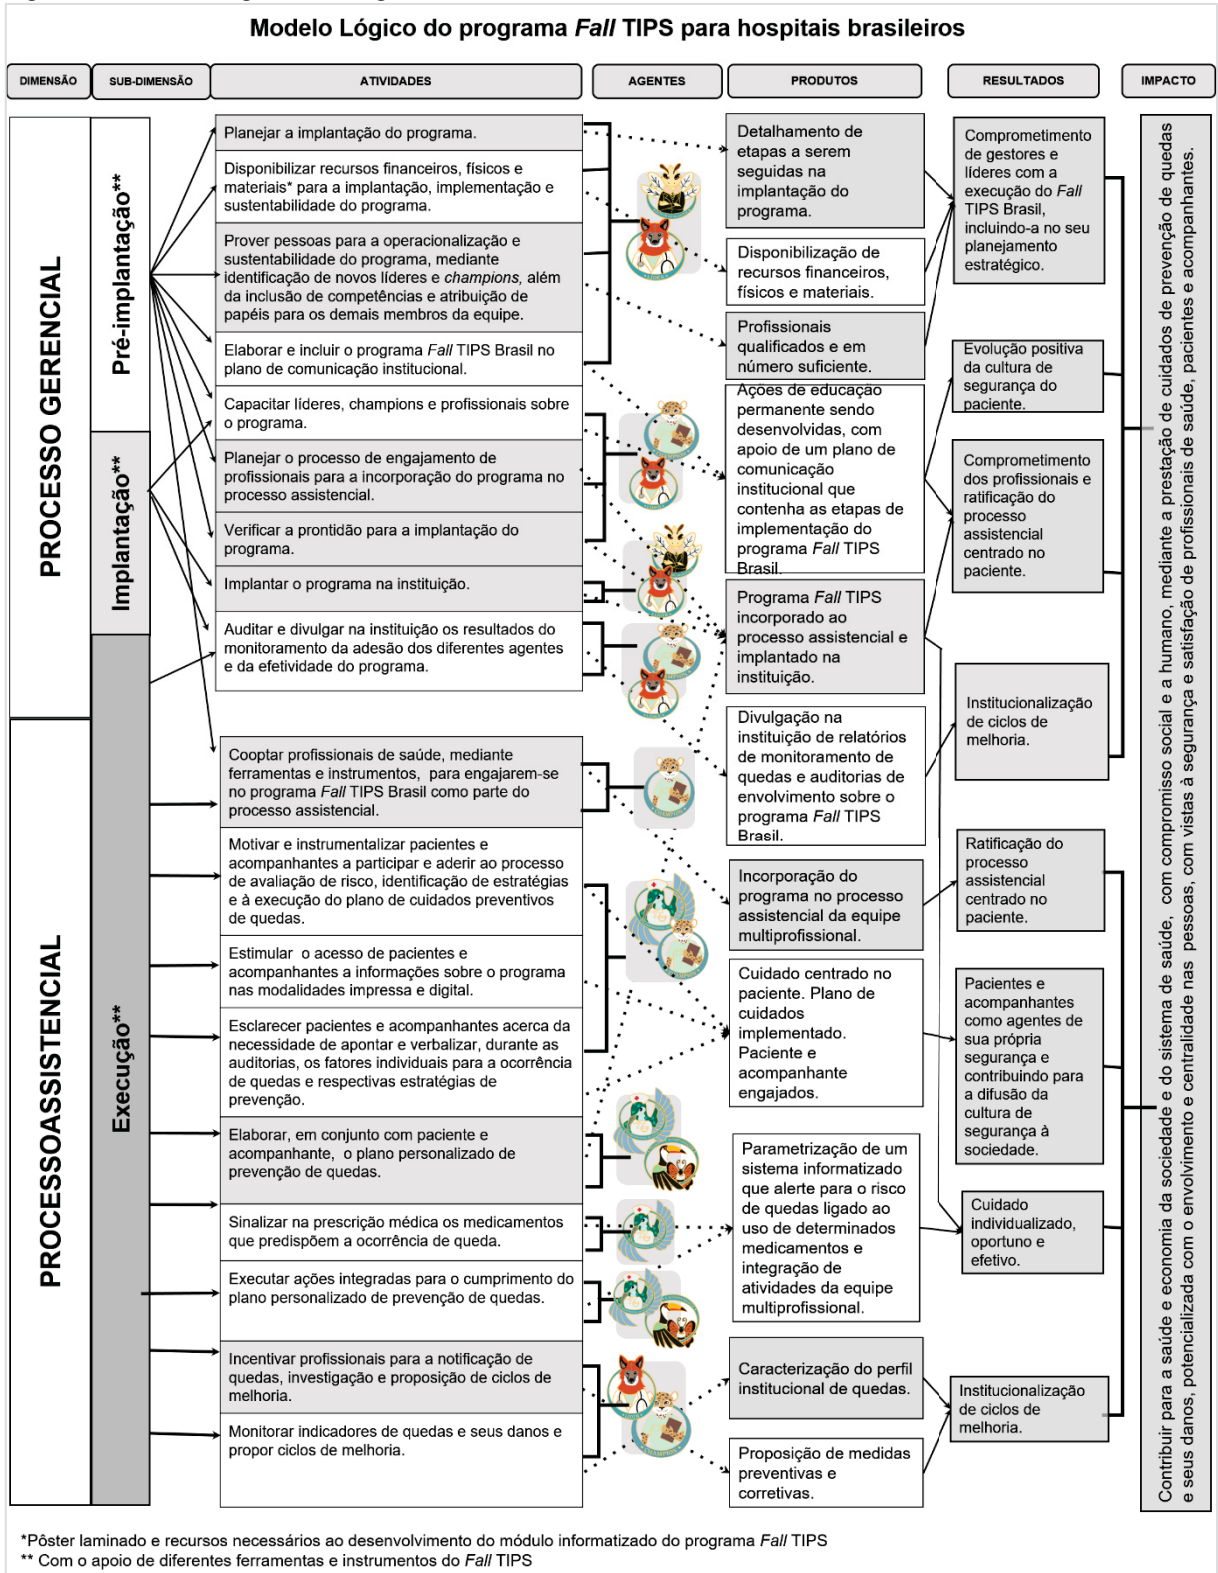 Modelo Lógico do programa Fall TIPS para hospitais brasileiros
DIMENSÃO
SUB-DIMENSÃO
ATIVIDADES
AGENTES
PRODUTOS
RESULTADOS
IMPACTO
PROCESSO GERENCIAL
PROCESSOASSISTENCIAL
Pré-implantação**
Implantação**
Execução**
Planejar a implantação do programa.
Disponibilizar recursos financeiros, físicos e
materiais* para a implantação, implementação e
sustentabilidade do programa.
Prover pessoas para a operacionalização e
sustentabilidade do programa, mediante
identificação de novos líderes e champions, além
da inclusão de competências e atribuição de
papéis para os demais membros da equipe.
Elaborar e incluir o programa Fall TIPS Brasil no
plano de comunicação institucional.
Capacitar líderes, champions e profissionais sobre
o programa.
Planejar o processo de engajamento de
profissionais para a incorporação do programa no
processo assistencial.
Verificar a prontidão para a implantação do
programa.
Implantar o programa na instituição.
Auditar e divulgar na instituição os resultados do
monitoramento da adesão dos diferentes agentes
e da efetividade do programa.
Cooptar profissionais de saúde, mediante
ferramentas e instrumentos, para engajarem-se
no programa Fall TIPS Brasil como parte do
processo assistencial.
Motivar e instrumentalizar pacientes e
acompanhantes a participar e aderir ao processo
de avaliação de risco, identificação de estratégias
e à execução do plano de cuidados preventivos
de quedas.
Estimular o acesso de pacientes e
acompanhantes a informações sobre o programa
nas modalidades impressa e digital.
Esclarecer pacientes e acompanhantes acerca da
necessidade de apontar e verbalizar, durante as
auditorias, os fatores individuais para a ocorrência
de quedas e respectivas estratégias de
prevenção.
Elaborar, em conjunto com paciente e
acompanhante, o plano personalizado de
prevenção de quedas.
Sinalizar na prescrição médica os medicamentos
que predispõem a ocorrência de queda.
Executar ações integradas para o cumprimento do
plano personalizado de prevenção de quedas.
Incentivar profissionais para a notificação de
quedas, investigação e proposição de ciclos de
melhoria.
Monitorar indicadores de quedas e seus danos e
propor ciclos de melhoria.
Detalhamento de
etapas a serem
seguidas na
implantação do
programa.
Disponibilização de
recursos financeiros,
físicos e materiais.
Profissionais
qualificados e em
número suficiente.
Ações de educação
permanente sendo
desenvolvidas, com
apoio de um plano de
comunicação
institucional que
contenha as etapas de
implementação do
programa Fall TIPS
Brasil.
Programa Fall TIPS
incorporado ao
processo assistencial e
implantado na
instituição.
Divulgação na
instituição de relatórios
de monitoramento de
quedas e auditorias de
envolvimento sobre o
programa Fall TIPS
Brasil.
Incorporação do
programa no processo
assistencial da equipe
multiprofissional.
Cuidado centrado no
paciente. Plano de
cuidados
implementado.
Paciente e
acompanhante
engajados.
Parametrização de um
sistema informatizado
que alerte para o risco
de quedas ligado ao
uso de determinados
medicamentos e
integração de
atividades da equipe
multiprofissional.
Caracterização do perfil
institucional de quedas.
Proposição de medidas
preventivas e
corretivas.
Comprometimento
de gestores e
líderes com a
execução do Fall
TIPS Brasil,
incluindo-a no seu
planejamento
estratégico.
Evolução positiva
da cultura de
segurança do
paciente.
Comprometimento
dos profissionais e
ratificação do
processo
assistencial
centrado no
paciente.
Institucionalização
de ciclos de
melhoria.
Ratificação do
processo
assistencial
centrado no
paciente.
Pacientes e
acompanhantes
como agentes de
sua própria
segurança e
contribuindo para
a difusão da
cultura de
segurança à
sociedade.
Cuidado
individualizado,
oportuno e
efetivo.
Institucionalização
de ciclos de
melhoria.
Contribuir para a saúde e economia da sociedade e do sistema de saúde, com compromisso social e a humano, mediante a prestação de cuidados de prevenção de quedas
e seus danos, potencializada com o envolvimento e centralidade nas pessoas, com vistas à segurança e satisfação de profissionais de saúde, pacientes e acompanhantes.
*Pôster laminado e recursos necessários ao desenvolvimento do módulo informatizado do programa Fall TIPS
** Com o apoio de diferentes ferramentas e instrumentos do Fall TIPS